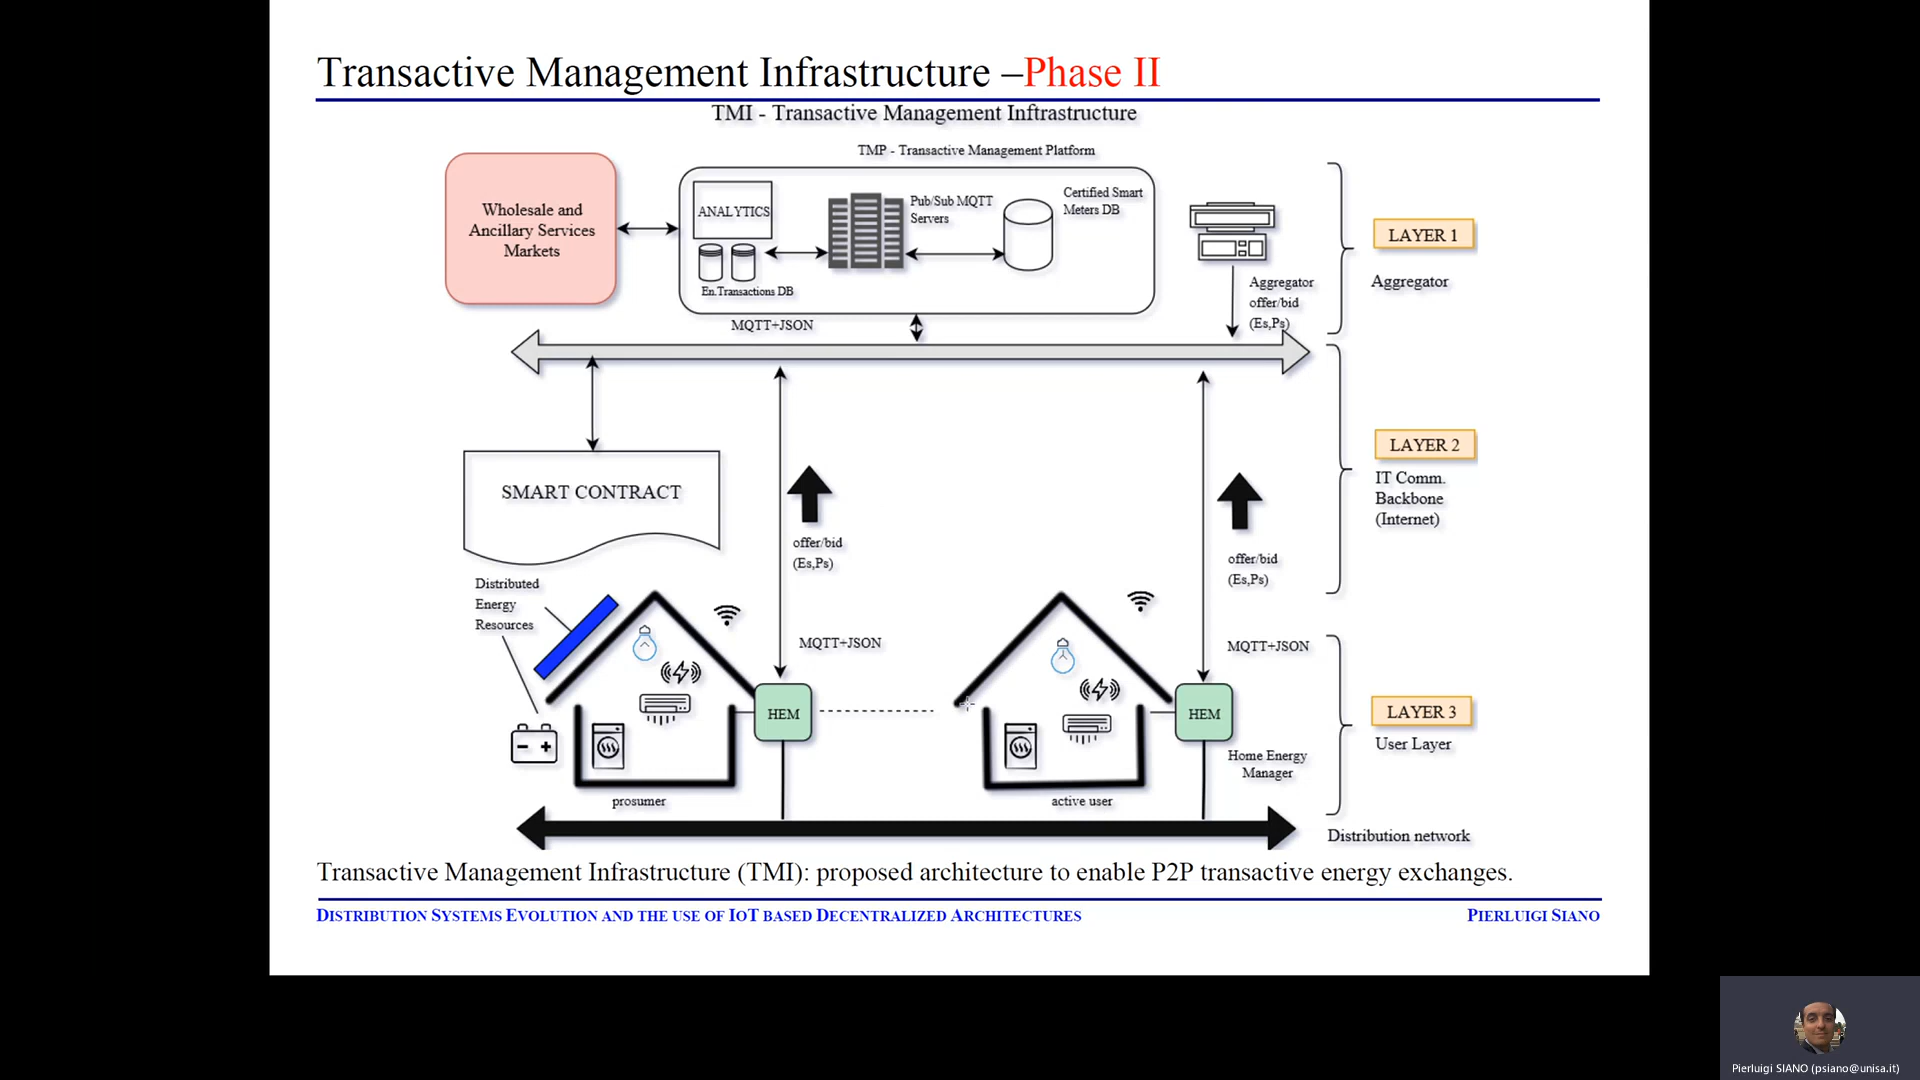 Transactive Management Infrastructure –Phase II
TMI - Transactive Management Inftrastructure
TMP - Transactive Management Platform
Wholesale and
Ancillary Services
Markets
ANALYTICS
En.Transactions DB
Pub/Sub MQTT
Servers
Certified Smart
Meters DB
Aggregator
offer/bid
(Es,Ps)
LAYER 1
Aggregator
MQTT+JSON
SMART CONTRACT
offer/bid
(Es,Ps)
offer/bid
(Es,Ps)
LAYER 2
IT Comm.
Backbone
(Internet)
Distributed
Energy
Resources
MQTT+JSON
MQTT+JSON
HEM
HEM
Home Energy
Manager
LAYER 3
User Layer
prosumer
active user
Distribution network
Transactive Management Infrastructure (TMI): proposed architecture to enable P2P transactive energy exchanges.
DISTRIBUTION SYSTEMS EVOLUTION AND THE USE OF IOT BASED DECENTRALIZED ARCHITECTURES
PIERLUIGI SIANO
Pierluigi SIANO (psiano@unisa.it)